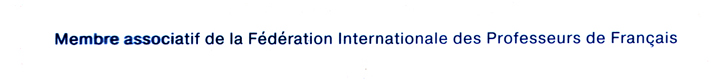 Membre associatif de la Fédération Internationale des Professeurs de Français